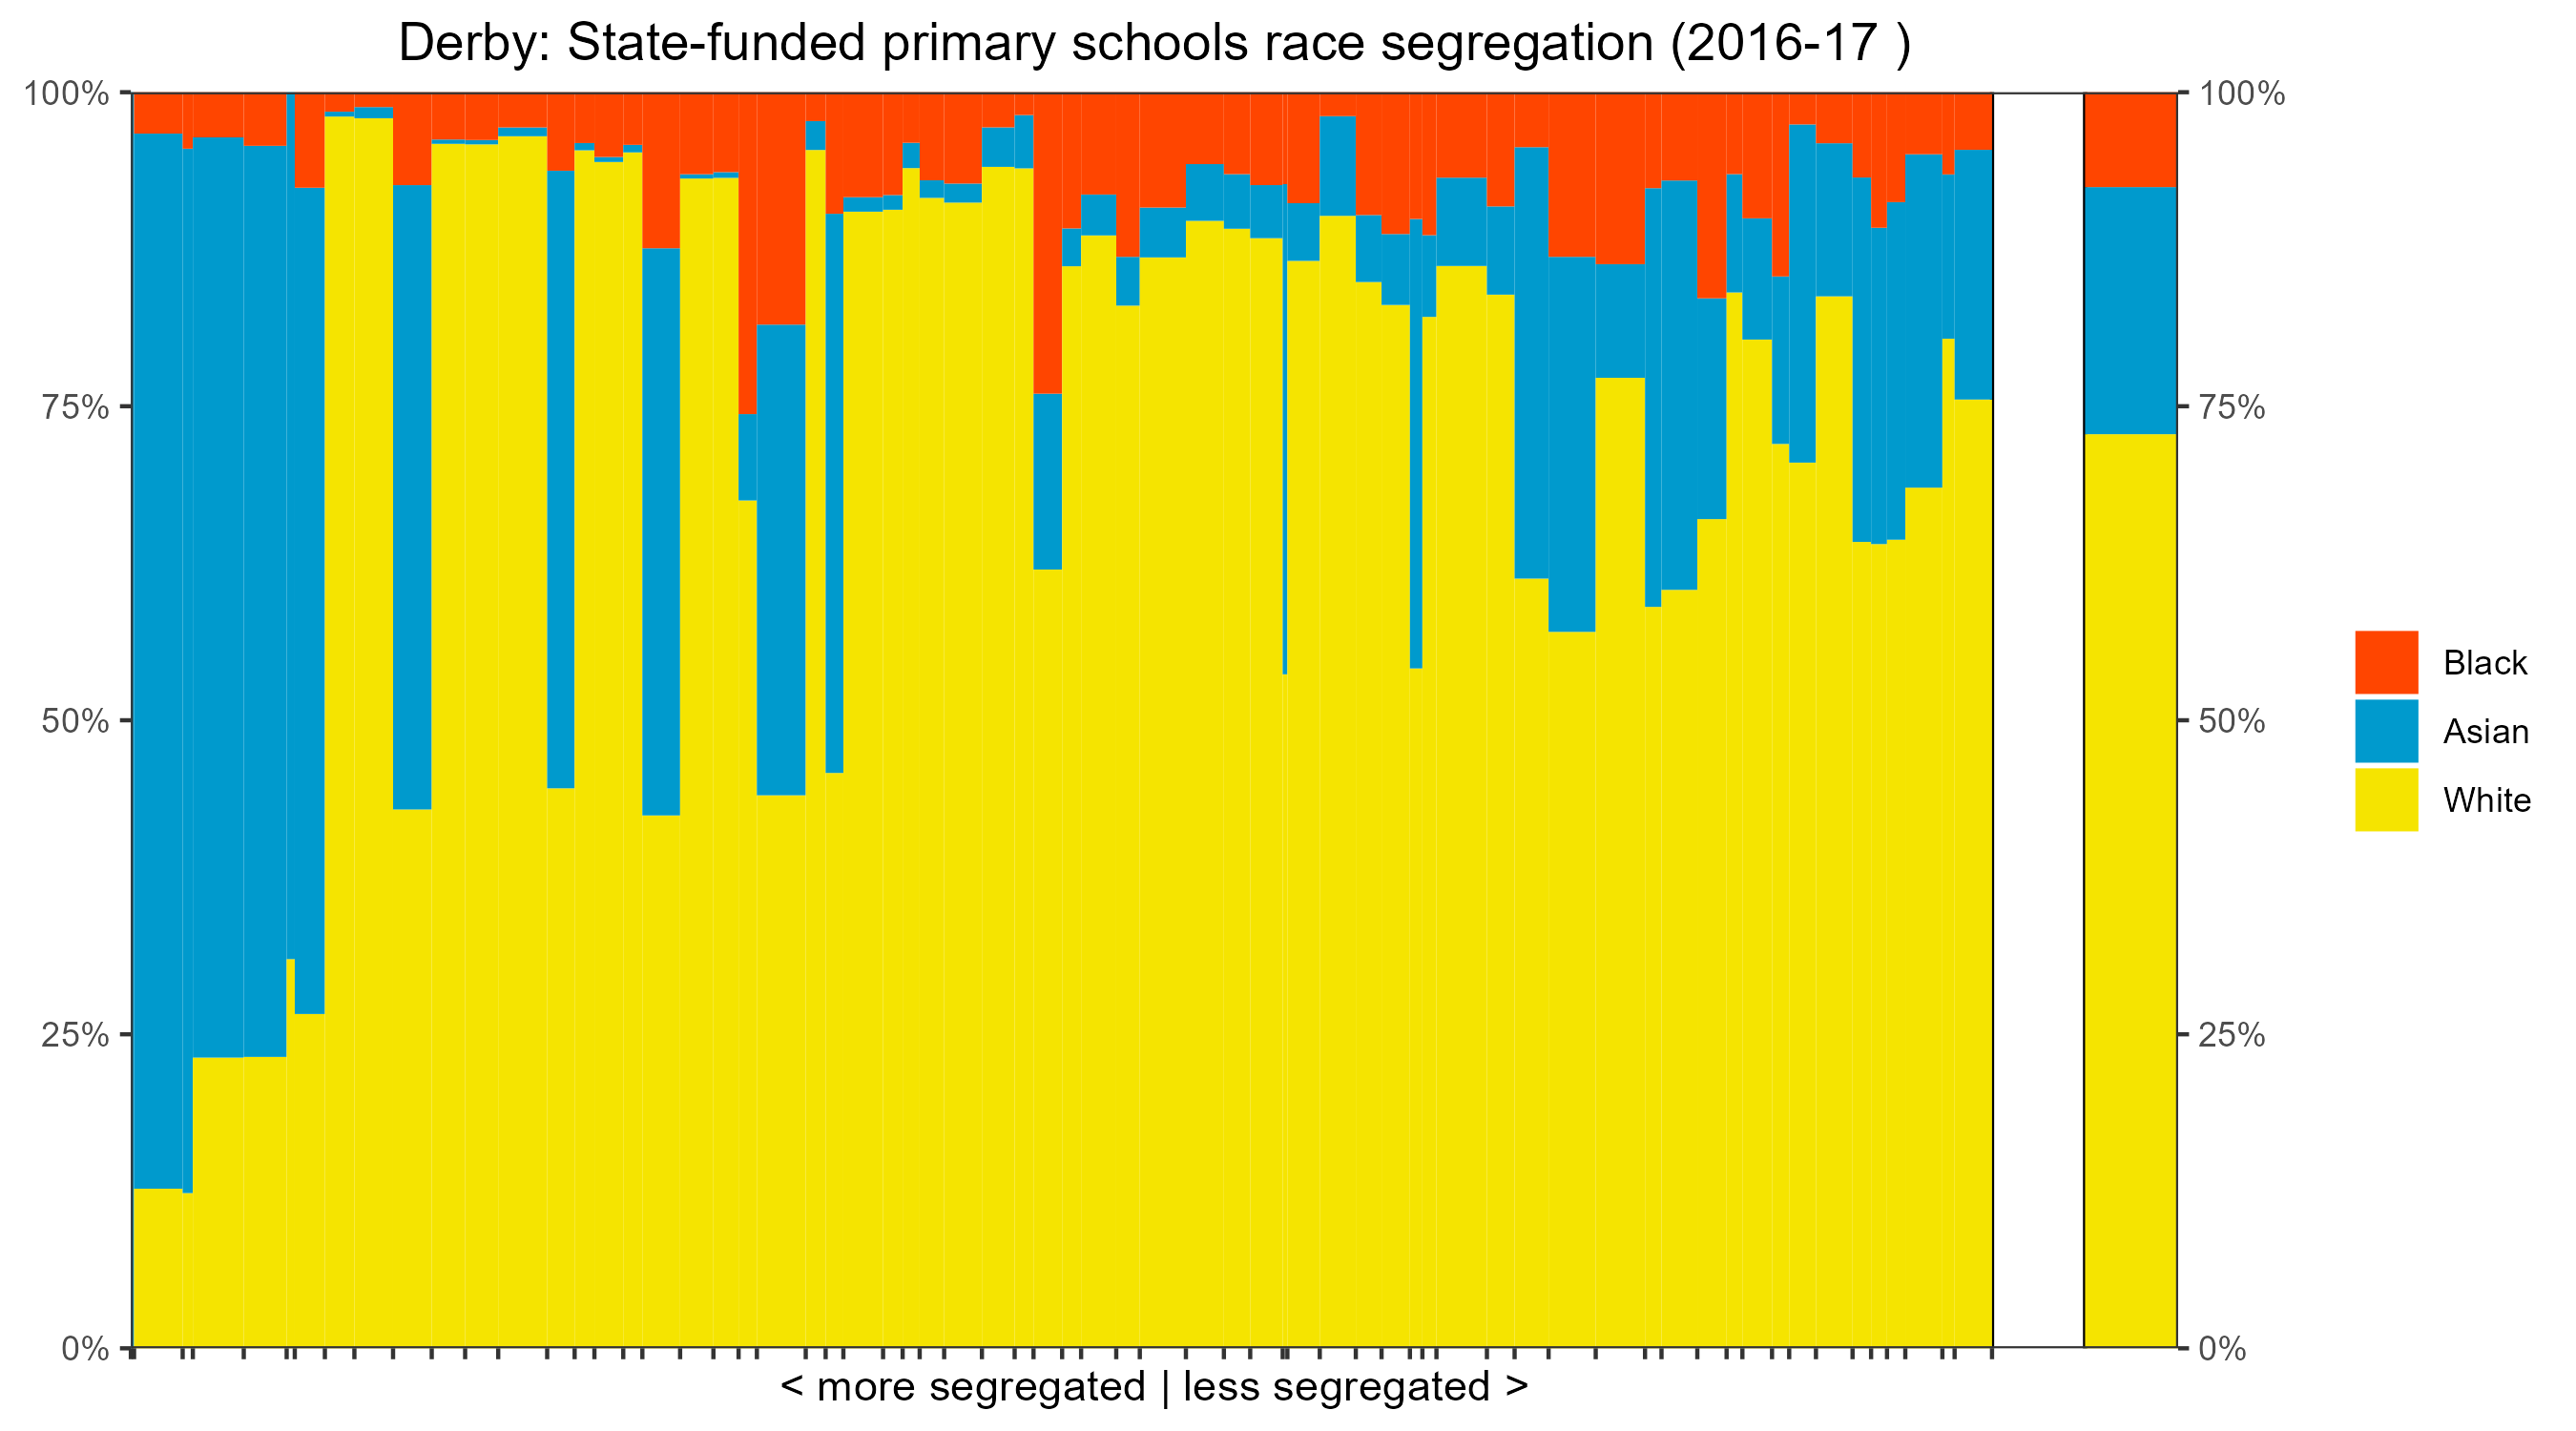 Derby: State-funded primary schools race segregation (2016-17 )
100%
75%
50%
25%
0%
100%
75%
50%
25%
0%
Black
Asian
White
< more segregated | less segregated >